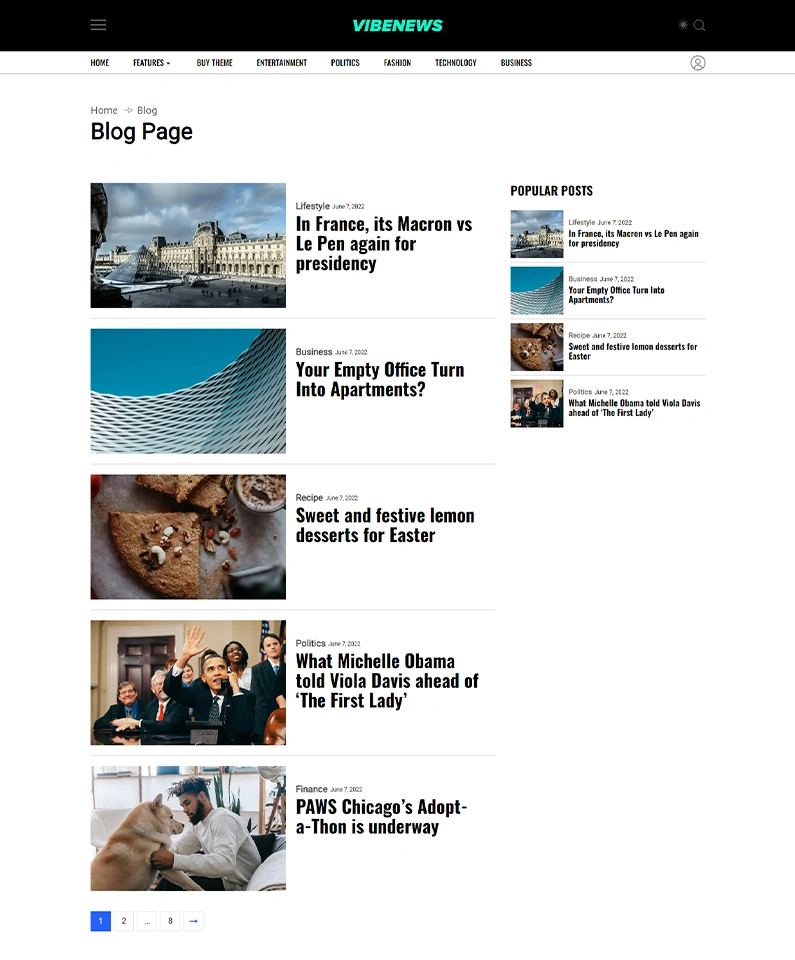 VIBENEWS
HOME FEATURES BUY THEME ENTERTAINMENT POLITICS FASHION TECHNOLOGY BUSINESS
Home Blog
Blog Page
Lifestyle June 7, 2022
In France, its Macron vs
Le Pen again for
presidency
Business June 7, 2022
Your Empty Office Turn
Into Apartments?
Recipe June 7, 2022
Sweet and festive lemon
desserts for Easter
Politics June 7, 2022
What Michelle Obama
told Viola Davis ahead of
‘The First Lady’
Finance June 7, 2022
PAWS Chicago’s Adopt-
a-Thon is underway
1 2 ... 8 →
POPULAR POSTS
Lifestyle June 7, 2022
In France, its Macron vs Le Pen again
for presidency
Business June 7, 2022
Your Empty Office Turn Into
Apartments?
Recipe June 7, 2022
Sweet and festive lemon desserts for
Easter
Politics June 7, 2022
What Michelle Obama told Viola Davis
ahead of ‘The First Lady’